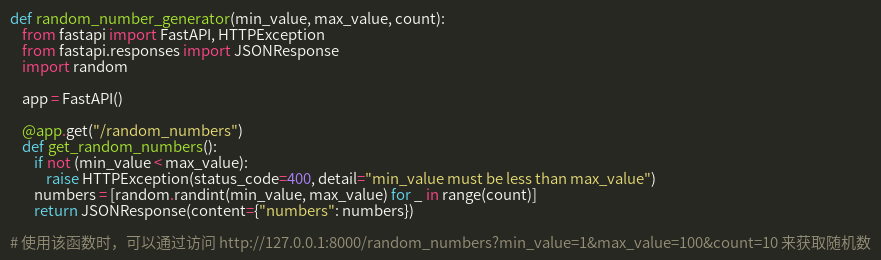 def random_number_generator(min_value, max_value, count):
    from fastapi import FastAPI, HTTPException
    from fastapi.responses import JSONResponse
    import random

    app = FastAPI()

    @app.get("/random_numbers")
    def get_random_numbers():
        if not (min_value < max_value):
            raise HTTPException(status_code=400, detail="min_value must be less than max_value")
        numbers = [random.randint(min_value, max_value) for _ in range(count)]
        return JSONResponse(content={"numbers": numbers})

# 使用该函数时，可以通过访问 http://127.0.0.1:8000/random_numbers?min_value=1&max_value=100&count=10 来获取随机数